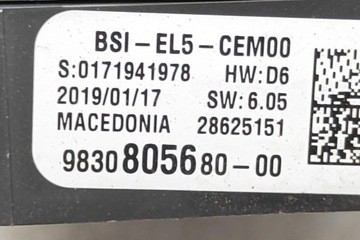 BSI-EL5-CEM00
S:0171941978 HW:D6
2019/01/17 SW:6.05
MACEDONIA 28625151
9830805680-00